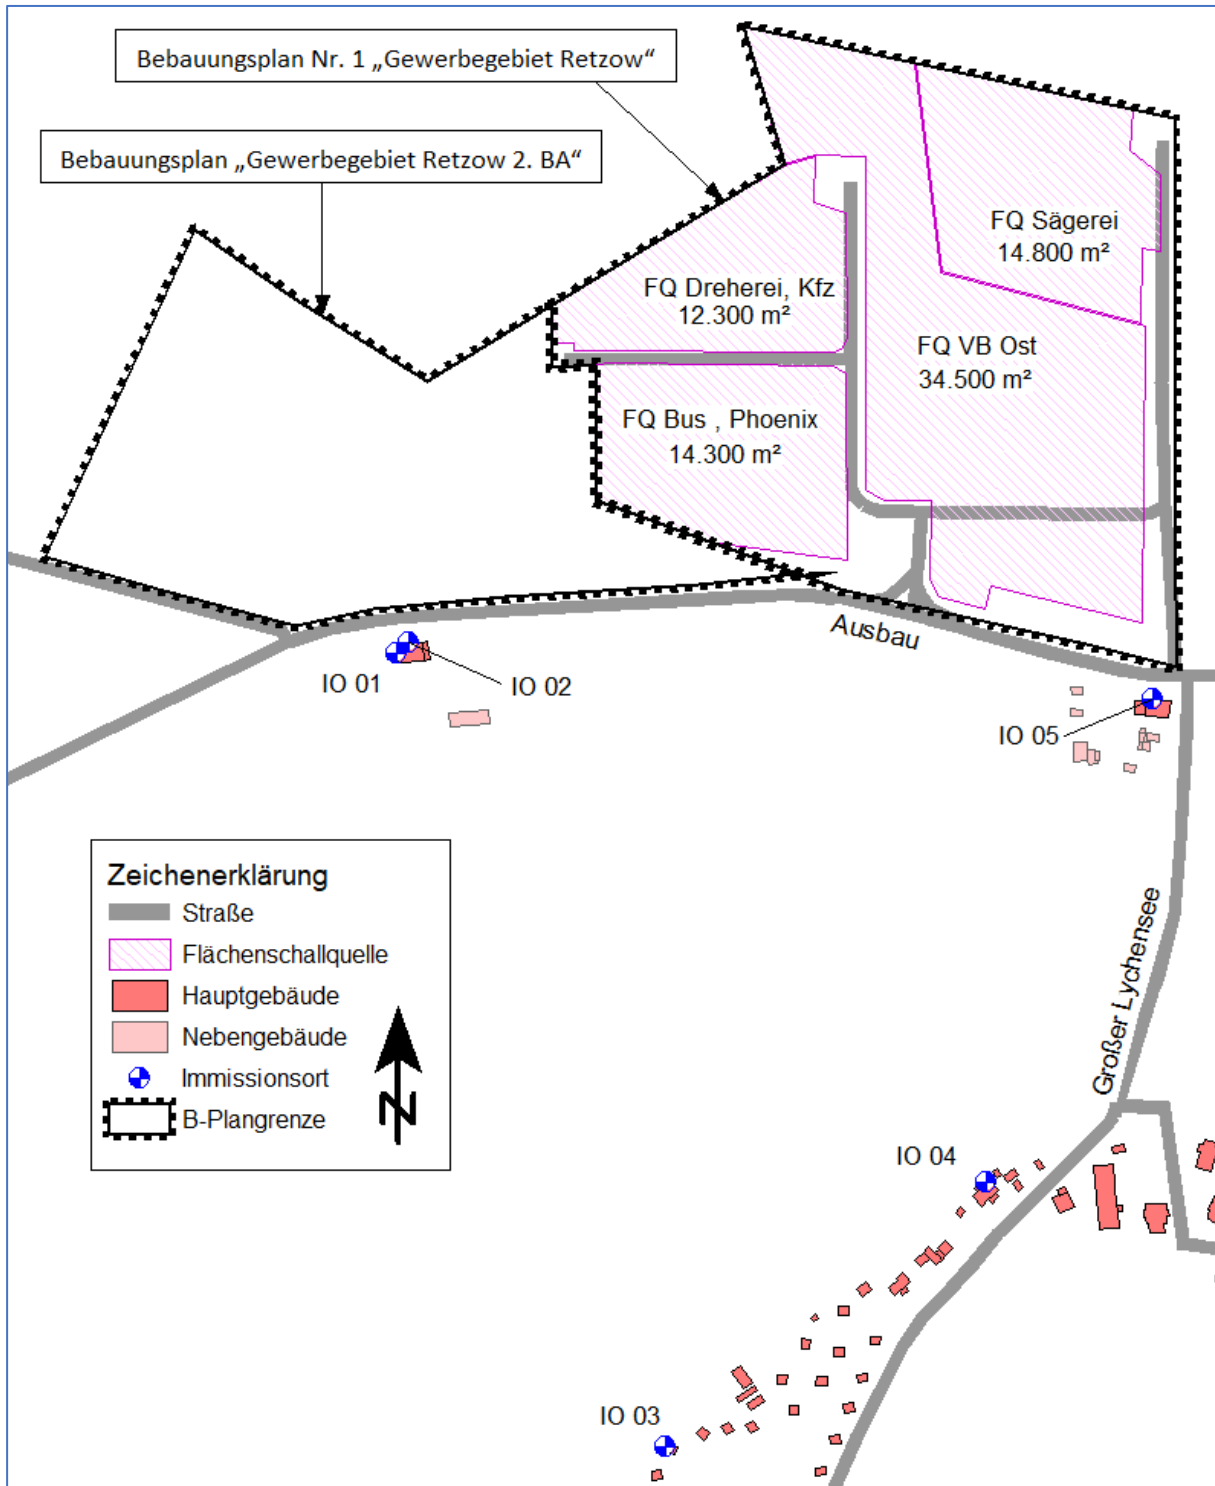 Bebauungsplan Nr. 1 „Gewerbegebiet Retzow“
Bebauungsplan „Gewerbegebiet Retzow 2. BA“
FQ Sägerei
14.800 m²
FQ Dreherei, Kfz
12.300 m²
FQ VB Ost
34.500 m²
FQ Bus , Phoenix
14.300 m²
Ausbau
IO 01
IO 02
IO 05
Zeichenerklärung
Straße
Flächenschallquelle
Hauptgebäude
Nebengebäude
Immissionsort
B-Plangrenze
N
Großer Lychensee
IO 04
IO 03